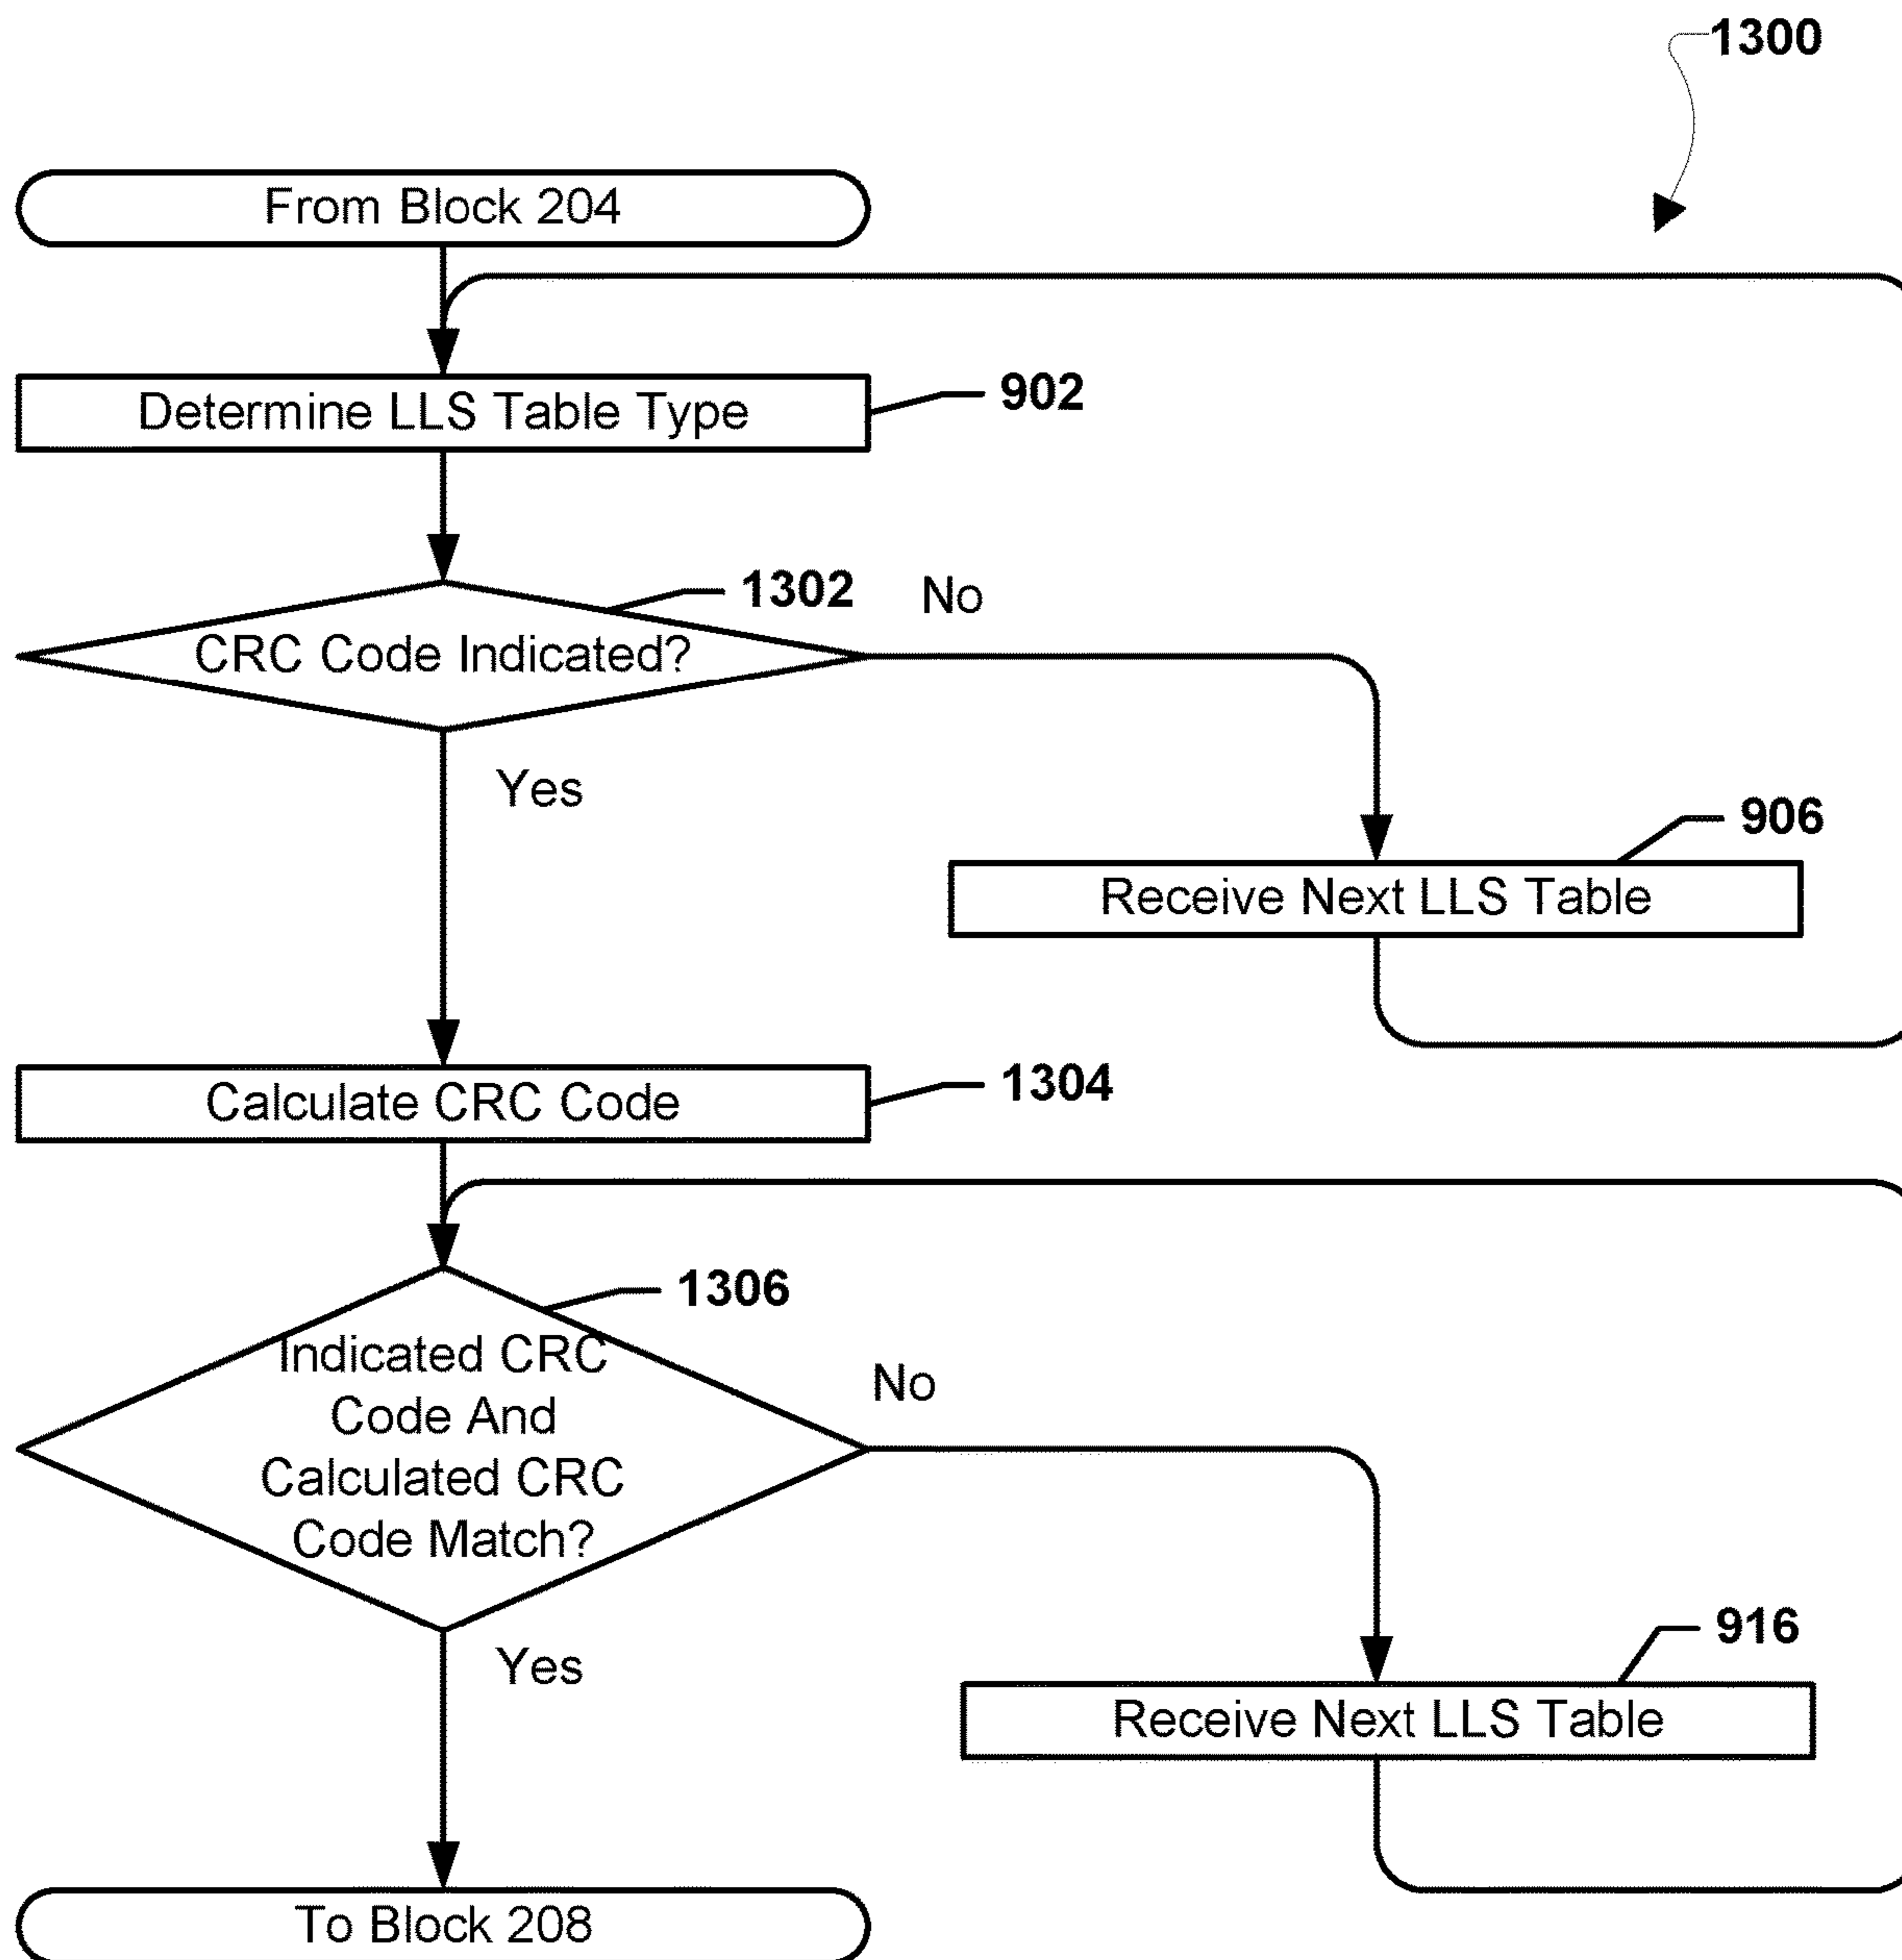 1300
From Block 204
Determine LLS Table Type
902
1302
No
CRC Code Indicated?
Yes
906
Receive Next LLS Table
Calculate CRC Code
1304
1306
Indicated CRC
Code And
Calculated CRC
Code Match?
No
Yes
916
Receive Next LLS Table
To Block 208